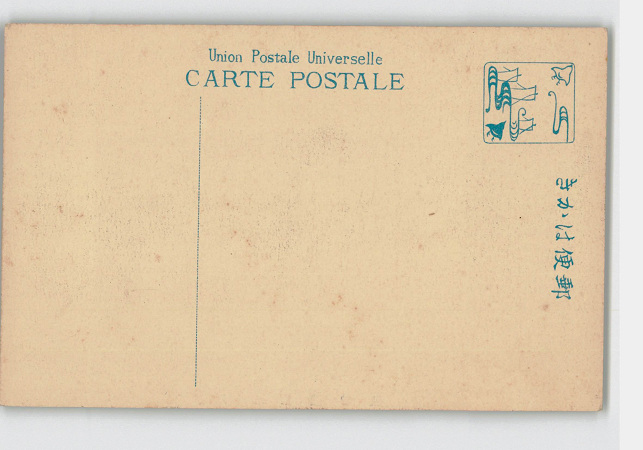 Union Postale Universelle
CARTE POSTALE
郵便はかき